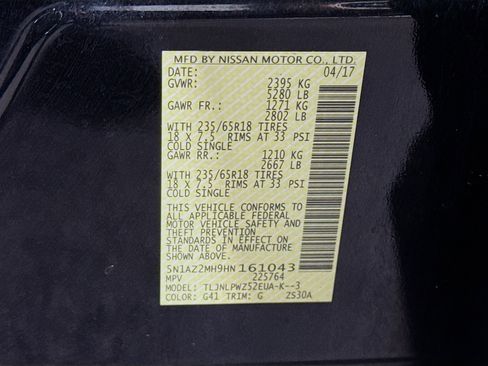 MFD BY NISSAN MOTOR CO., LTD.
DATE: 04/17
GVWR: 2395 KG
5280 LB
GAWR FR.: 1271 KG
2802 LB
WITH 235/65R18 TIRES
18 X 7.5 RIMS AT 33 PSI
COLD SINGLE
GAWR RR.: 1210 KG
2667 LB
WITH 235/65R18 TIRES
18 X 7.5 RIMS AT 33 PSI
COLD SINGLE
THIS VEHICLE CONFORMS TO
ALL APPLICABLE FEDERAL
MOTOR VEHICLE SAFETY AND
THEFT PREVENTION
STANDARDS IN EFFECT ON
THE DATE OF MANUFACTURE
SHOWN ABOVE.
5N1AZ2MH9HN161043
MPV 225764
MODEL: TLJNLPWZ52EUA-K--3
COLOR: G41 TRIM: G ZS30A